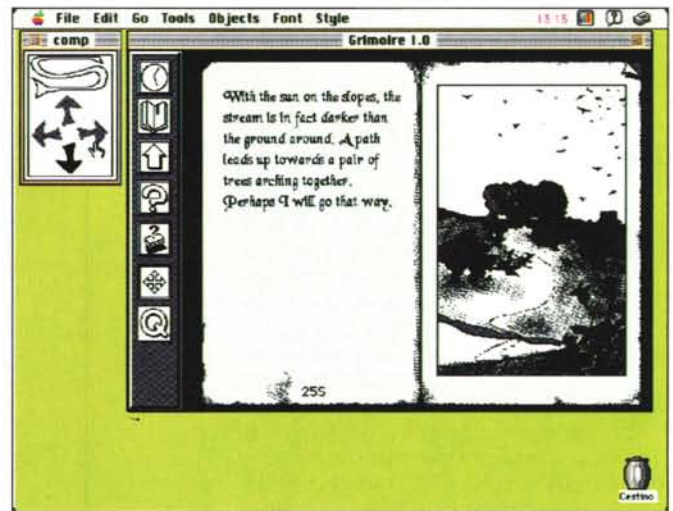 File Edit Go Tools Objects Font Style 13:15
comp
Grimoire 1.0
With the sun on the slopes, the
stream is in fact darker than
the ground around. A path
leads up towards a pair of
trees arching together.
Perhaps I will go that way.
255
Cestino